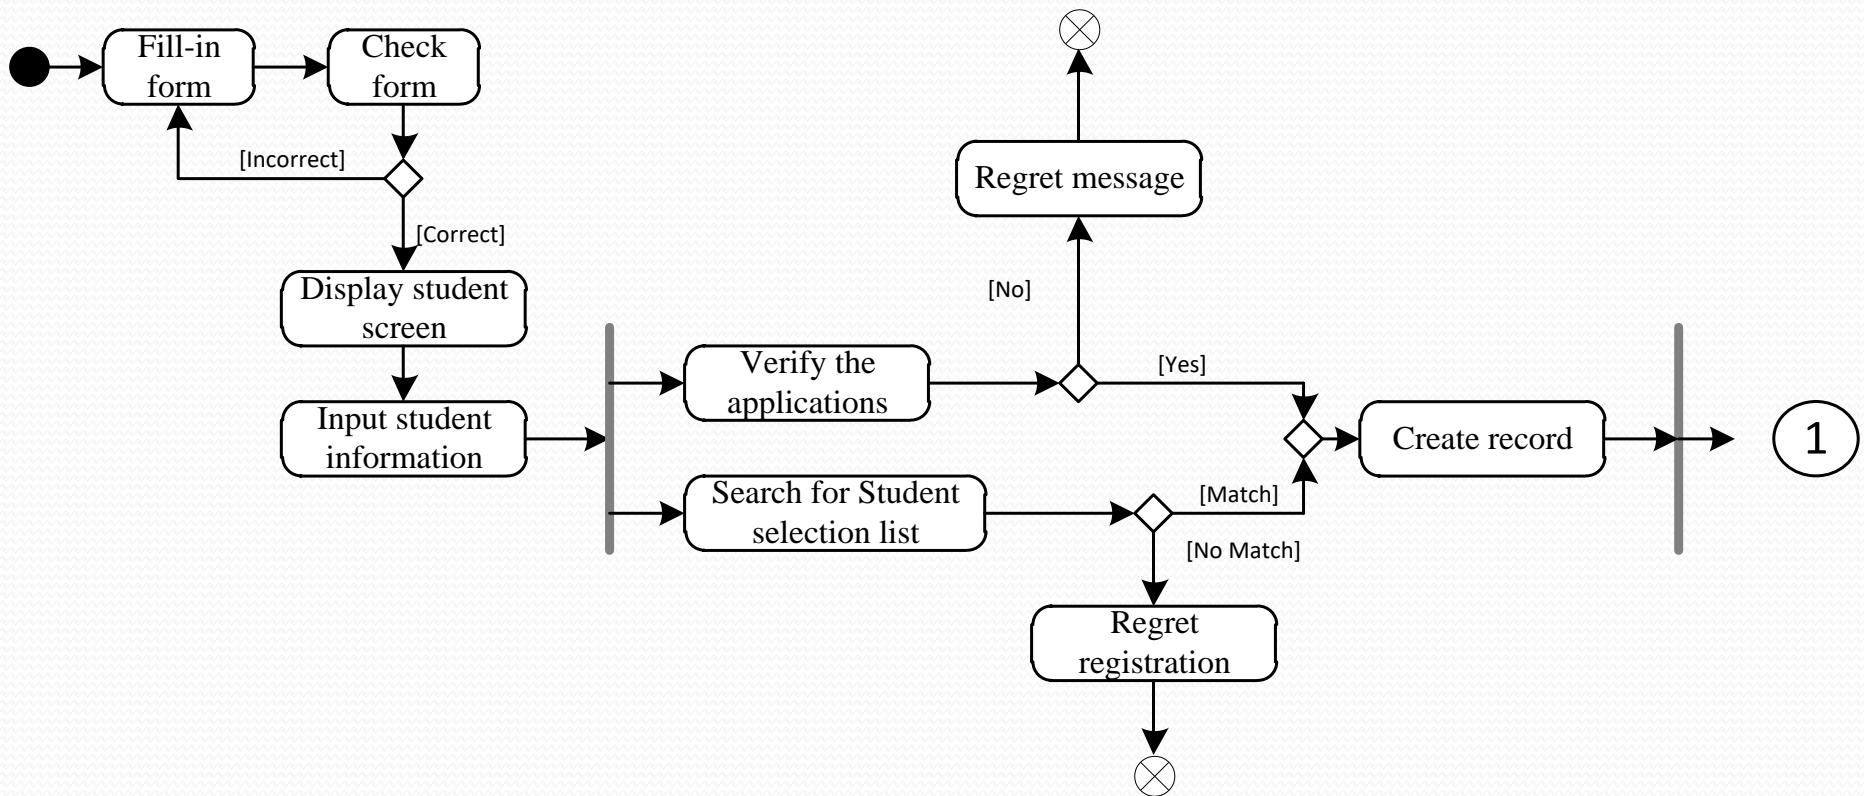 Fill-in
form
Check
form
[Incorrect]
[Correct]
Display student
screen
Input student
information
Regret message
[No]
Verify the
applications
[Yes]
Search for Student
selection list
[Match]
[No Match]
Regret
registration
Create record
1